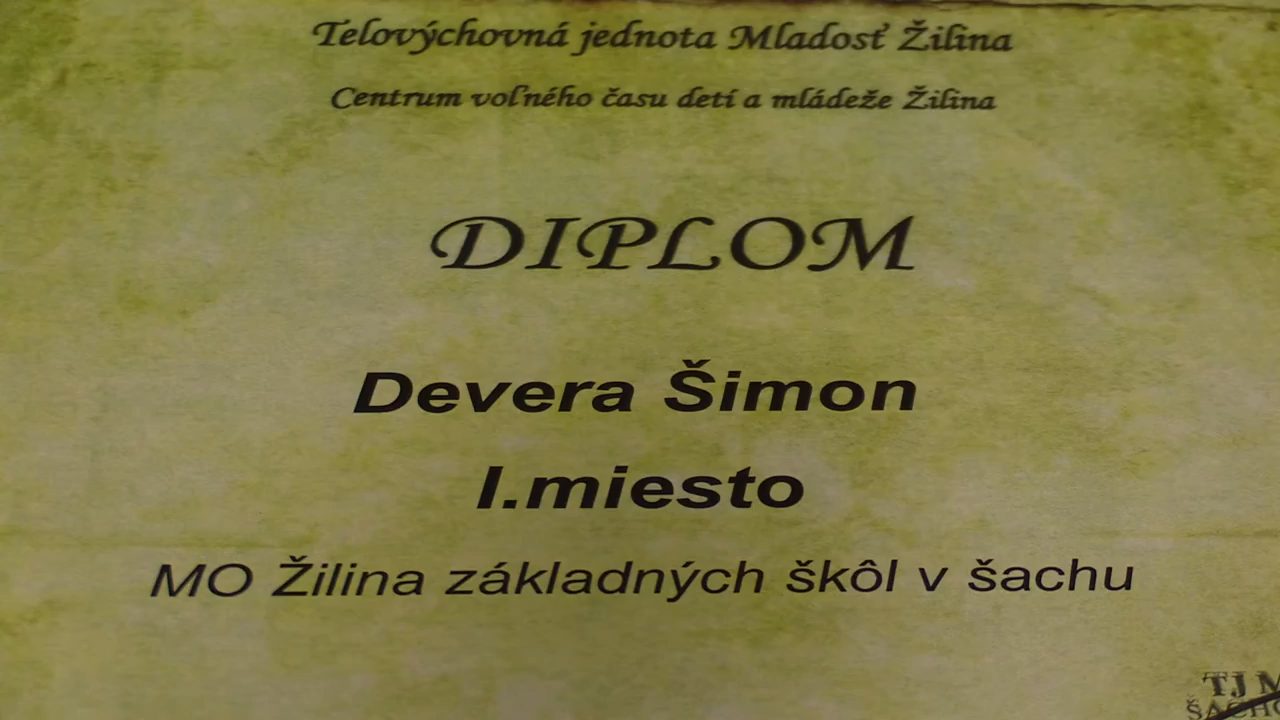 Telovýchovná jednota Mladosť Žilina
Centrum voľného času detí a mládeže Žilina
DIPLOM
Devera Šimon
I.miesto
MO Žilina základných škôl v šachu
TJ